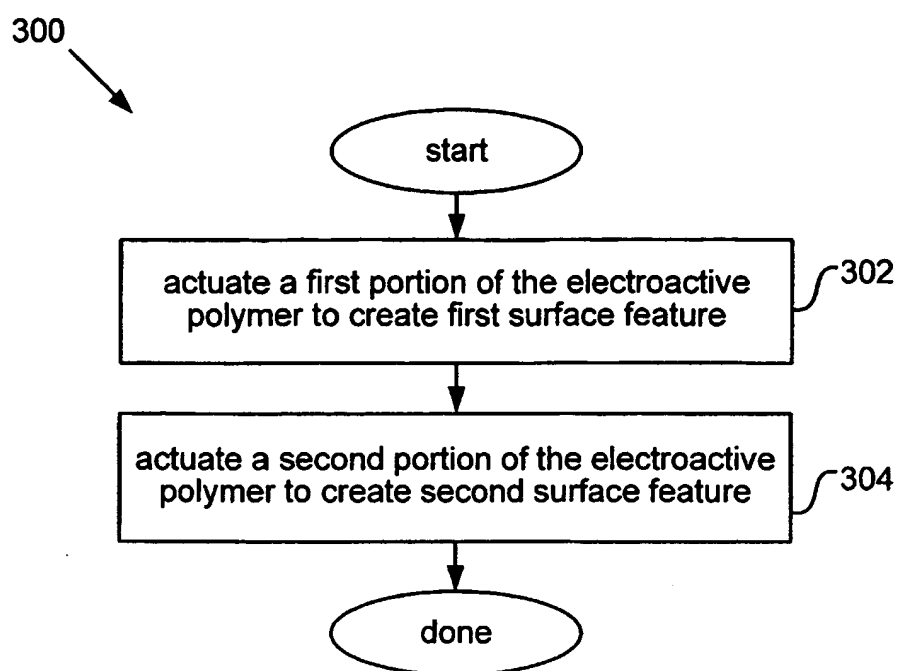 300
start
actuate a first portion of the electroactive
polymer to create first surface feature
302
actuate a second portion of the electroactive
polymer to create second surface feature
304
done